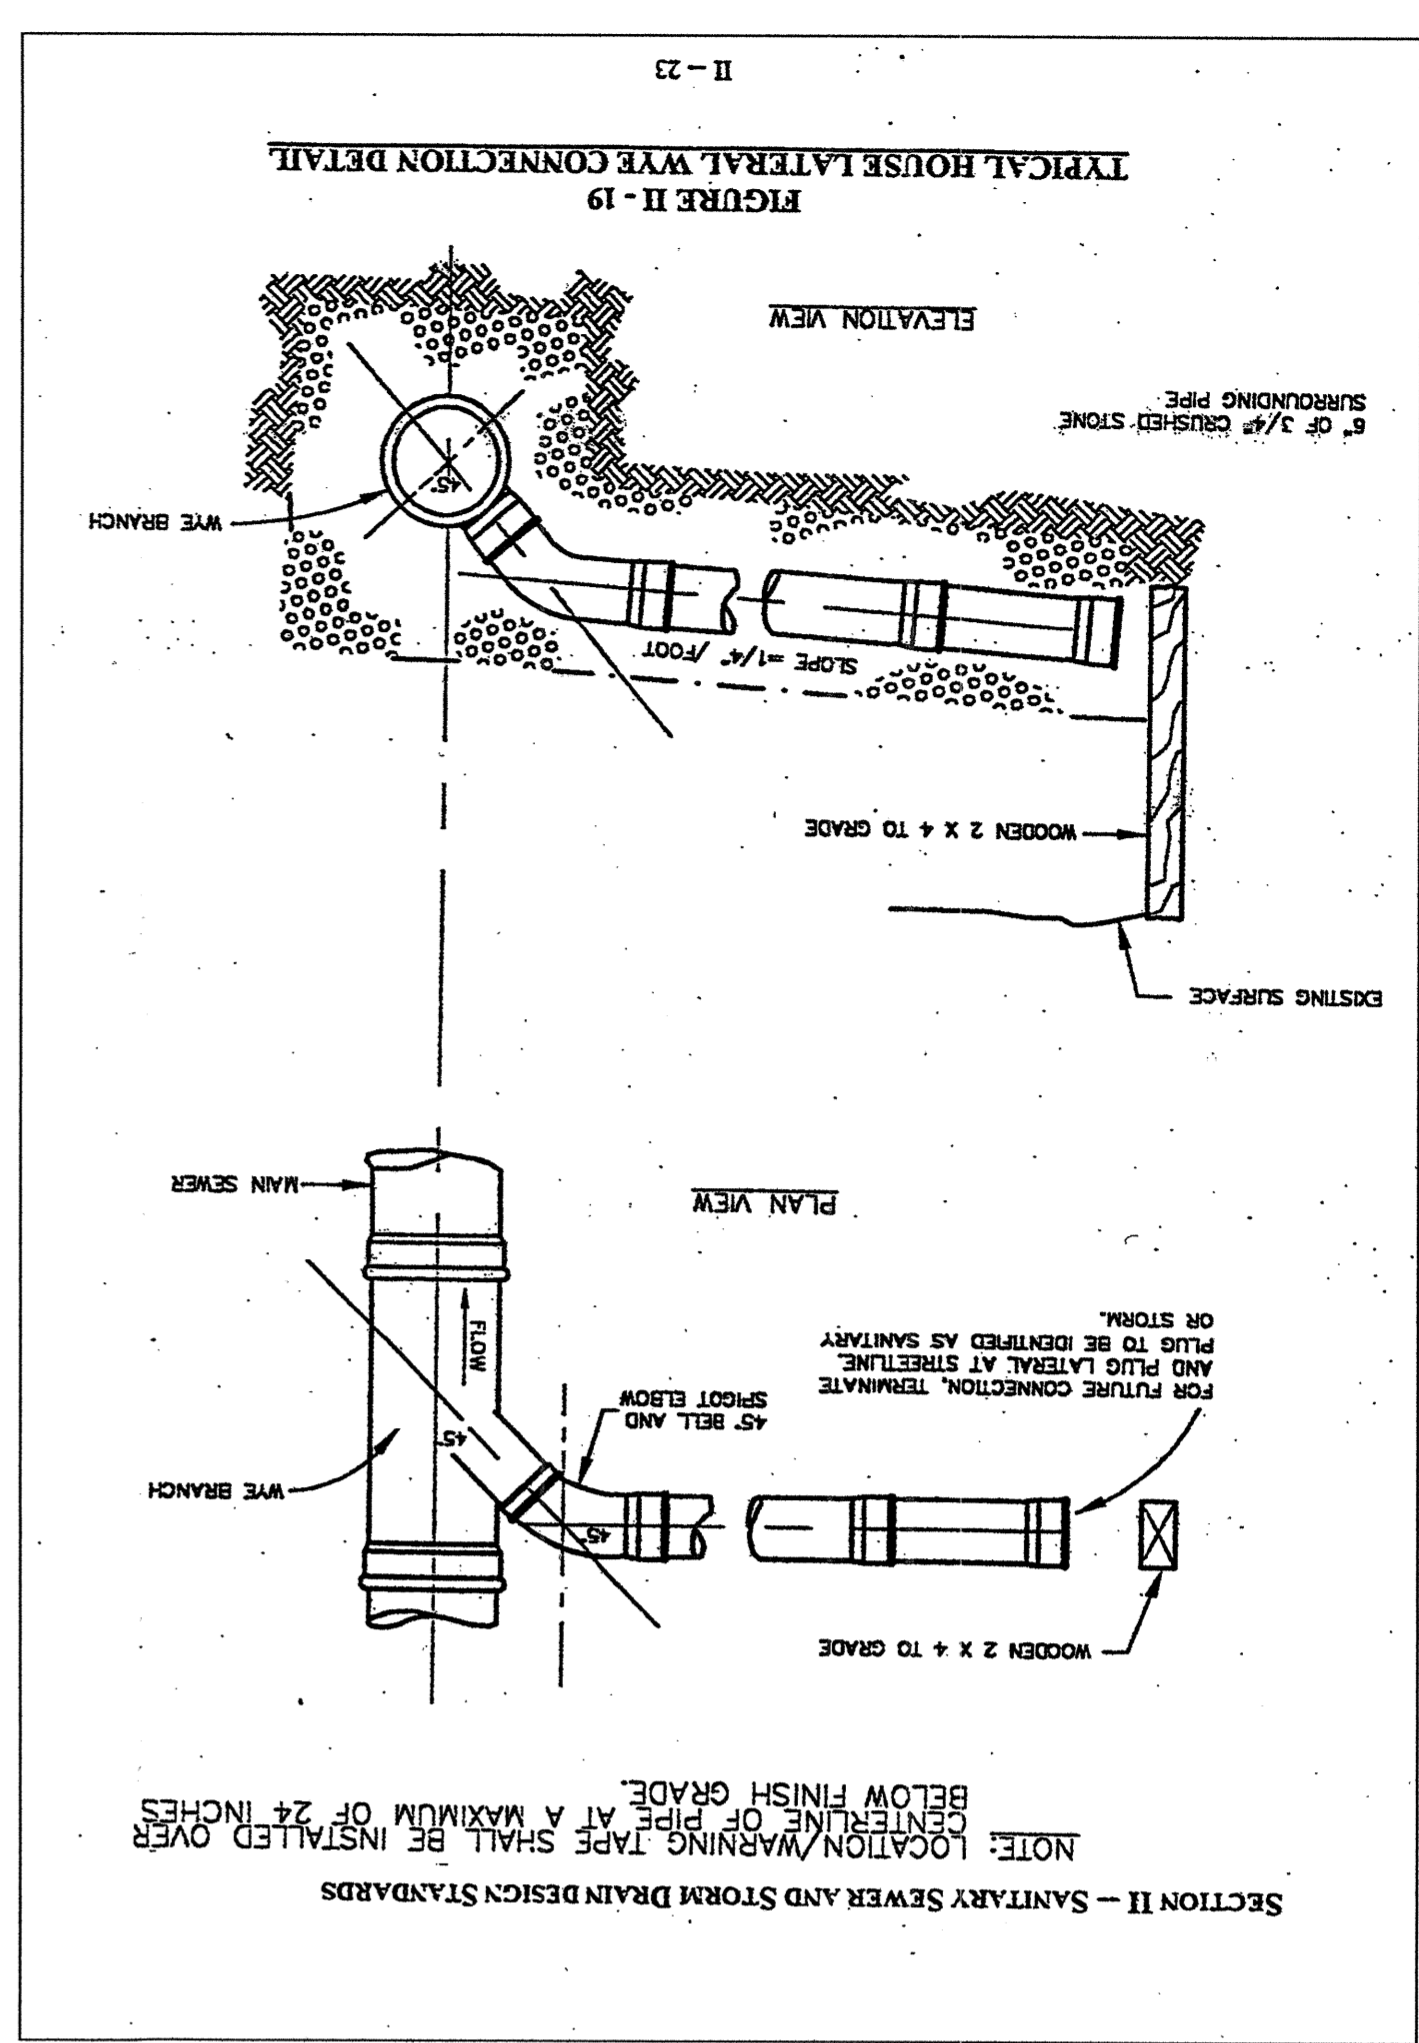 SECTION II – SANITARY SEWER AND STORM DRAIN DESIGN STANDARDS
NOTE: LOCATION/WARNING TAPE SHALL BE INSTALLED OVER
CENTERLINE OF PIPE AT A MAXIMUM OF 24 INCHES
BELOW FINISH GRADE.
WOODEN 2 X 4 TO GRADE
WYE BRANCH
45°
45°
45° BELL AND
SPIGOT ELBOW
FLOW
FOR FUTURE CONNECTION, TERMINATE
AND PLUG LATERAL AT STREETLINE.
PLUG TO BE IDENTIFIED AS SANITARY
OR STORM.
PLAN VIEW
MAIN SEWER
EXISTING SURFACE
WOODEN 2 X 4 TO GRADE
SLOPE =1/4" /FOOT
WYE BRANCH
45°
6" OF 3/4" CRUSHED STONE
SURROUNDING PIPE
ELEVATION VIEW
FIGURE II - 19
TYPICAL HOUSE LATERAL WYE CONNECTION DETAIL
II – 23